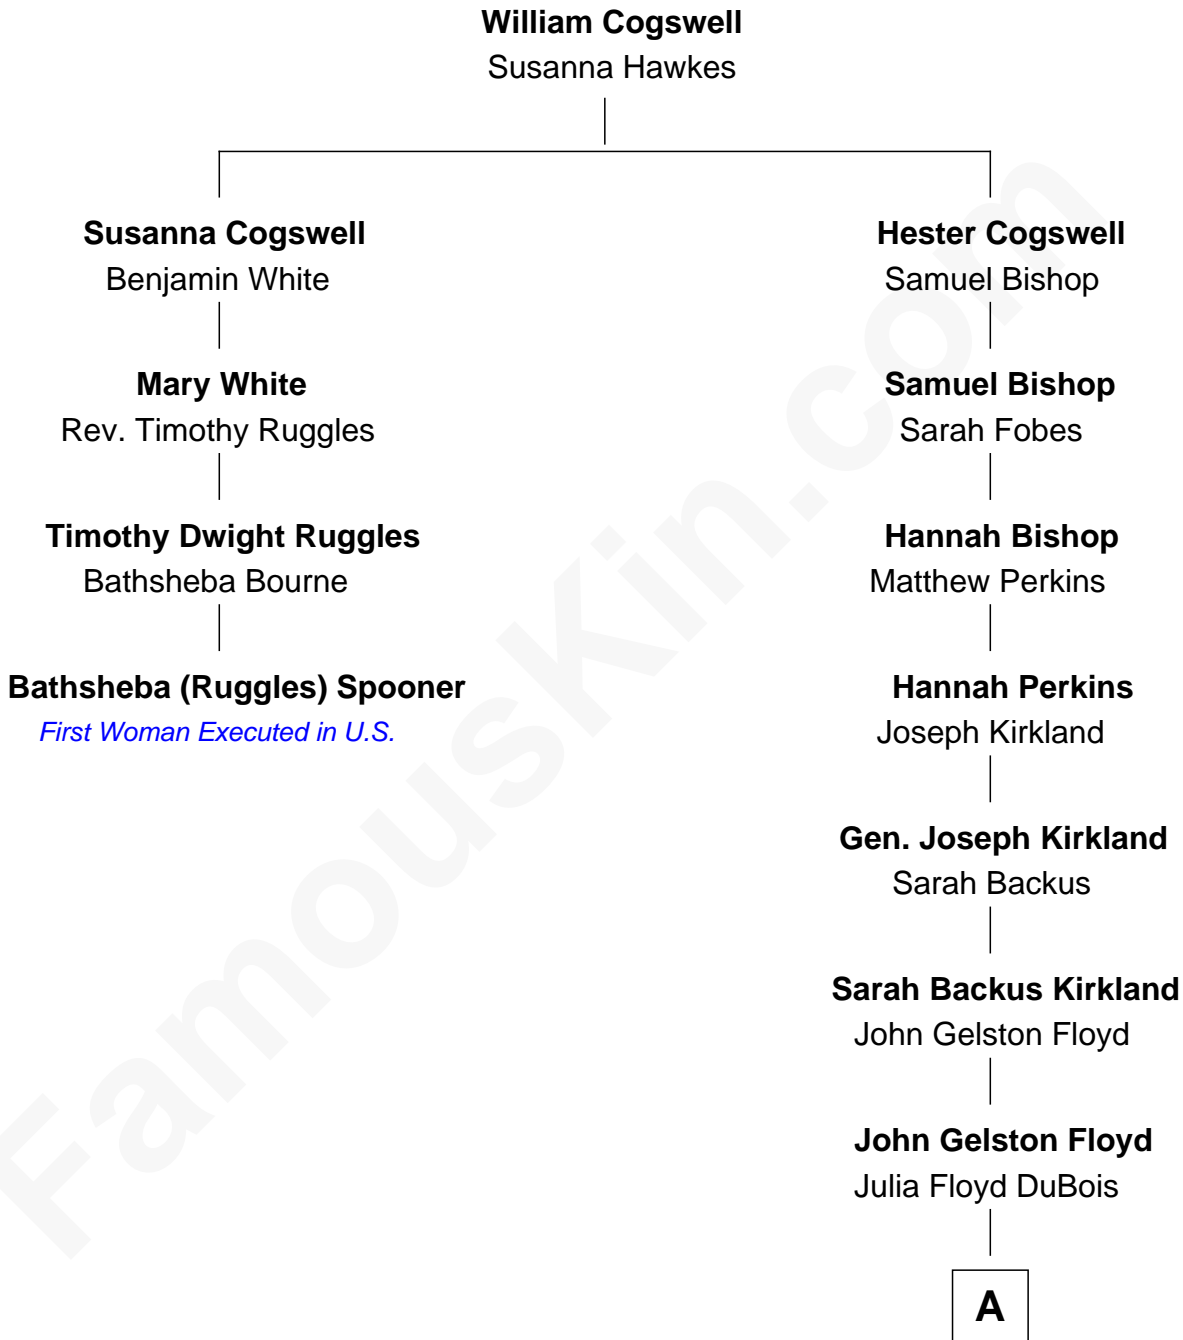 William Cogswell
Susanna Hawkes
Susanna Cogswell
Benjamin White
Hester Cogswell
Samuel Bishop
Mary White
Rev. Timothy Ruggles
Samuel Bishop
Sarah Fobes
Timothy Dwight Ruggles
Bathsheba Bourne
Hannah Bishop
Matthew Perkins
Bathsheba (Ruggles) Spooner
First Woman Executed in U.S.
Hannah Perkins
Joseph Kirkland
Gen. Joseph Kirkland
Sarah Backus
Sarah Backus Kirkland
John Gelston Floyd
John Gelston Floyd
Julia Floyd DuBois
A
FamousKin.com